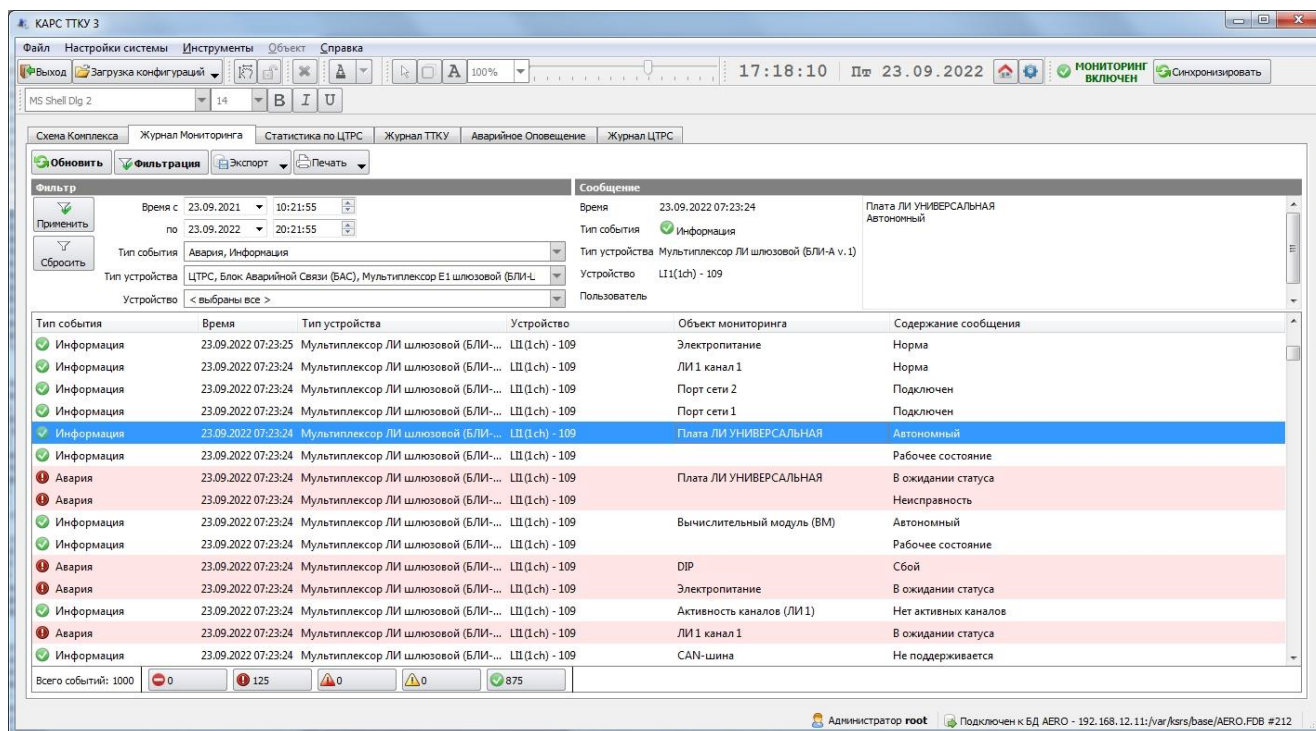 КАРС ТТКУ 3
Файл Настройки системы Инструменты Объект Справка
Выход Загрузка конфигураций A A 100% 17:18:10 Пт 23.09.2022 МОНИТОРИНГ ВКЛЮЧЕН Синхронизировать
MS Shell Dlg 2 14 B I U
Схема Комплекса Журнал Мониторинга Статистика по ЦТРС Журнал ТТКУ Аварийное Оповещение Журнал ЦТРС
Обновить Фильтрация Экспорт Печать
Фильтр Сообщение
Применить Время с 23.09.2021 10:21:55 Время 23.09.2022 07:23:24 Плата ЛИ УНИВЕРСАЛЬНАЯ
по 23.09.2022 20:21:55 Тип события Информация Автономный
Сбросить Тип события Авария, Информация Тип устройства Мультиплексор ЛИ шлюзовой (БЛИ-А v.1)
Тип устройства ЦТРС, Блок Аварийной Связи (БАС), Мультиплексор Е1 шлюзовой (БЛИ-Ц Устройство LI1(1ch) - 109
Устройство < выбраны все > Пользователь
Тип события Время Тип устройства Устройство Объект мониторинга Содержание сообщения
Информация 23.09.2022 07:23:25 Мультиплексор ЛИ шлюзовой (БЛИ-... LI1(1ch) - 109 Электропитание Норма
Информация 23.09.2022 07:23:24 Мультиплексор ЛИ шлюзовой (БЛИ-... LI1(1ch) - 109 ЛИ 1 канал 1 Норма
Информация 23.09.2022 07:23:24 Мультиплексор ЛИ шлюзовой (БЛИ-... LI1(1ch) - 109 Порт сети 2 Подключен
Информация 23.09.2022 07:23:24 Мультиплексор ЛИ шлюзовой (БЛИ-... LI1(1ch) - 109 Порт сети 1 Подключен
Информация 23.09.2022 07:23:24 Мультиплексор ЛИ шлюзовой (БЛИ-... LI1(1ch) - 109 Плата ЛИ УНИВЕРСАЛЬНАЯ Автономный
Информация 23.09.2022 07:23:24 Мультиплексор ЛИ шлюзовой (БЛИ-... LI1(1ch) - 109 Рабочее состояние
Авария 23.09.2022 07:23:24 Мультиплексор ЛИ шлюзовой (БЛИ-... LI1(1ch) - 109 Плата ЛИ УНИВЕРСАЛЬНАЯ В ожидании статуса
Авария 23.09.2022 07:23:24 Мультиплексор ЛИ шлюзовой (БЛИ-... LI1(1ch) - 109 Неисправность
Информация 23.09.2022 07:23:24 Мультиплексор ЛИ шлюзовой (БЛИ-... LI1(1ch) - 109 Вычислительный модуль (ВМ) Автономный
Информация 23.09.2022 07:23:24 Мультиплексор ЛИ шлюзовой (БЛИ-... LI1(1ch) - 109 Рабочее состояние
Авария 23.09.2022 07:23:24 Мультиплексор ЛИ шлюзовой (БЛИ-... LI1(1ch) - 109 DIP Сбой
Авария 23.09.2022 07:23:24 Мультиплексор ЛИ шлюзовой (БЛИ-... LI1(1ch) - 109 Электропитание В ожидании статуса
Информация 23.09.2022 07:23:24 Мультиплексор ЛИ шлюзовой (БЛИ-... LI1(1ch) - 109 Активность каналов (ЛИ 1) Нет активных каналов
Авария 23.09.2022 07:23:24 Мультиплексор ЛИ шлюзовой (БЛИ-... LI1(1ch) - 109 ЛИ 1 канал 1 В ожидании статуса
Информация 23.09.2022 07:23:24 Мультиплексор ЛИ шлюзовой (БЛИ-... LI1(1ch) - 109 CAN-шина Не поддерживается
Всего событий: 1000 0 125 0 0 875
Администратор root Подключен к БД AERO - 192.168.12.11:/var/ksrs/base/AERO.FDB #212